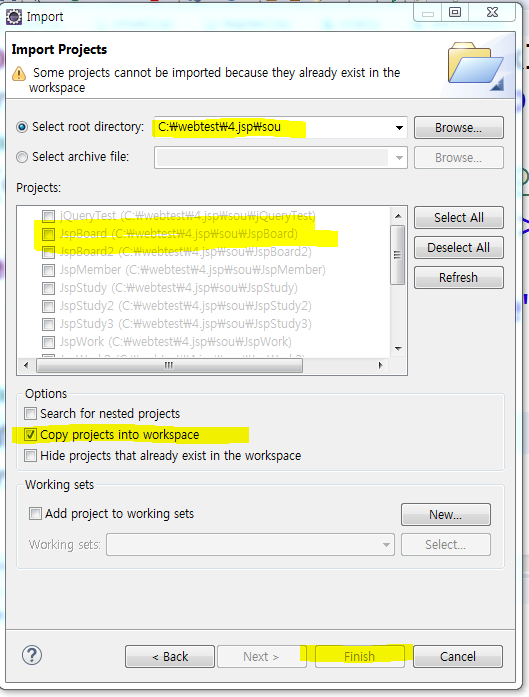 Import
Import Projects
Some projects cannot be imported because they already exist in the
workspace
Select root directory:
C:₩webtest₩4.jsp₩sou
Browse...
Select archive file:
Browse...
Projects:
jQueryTest (C:₩webtest₩4.jsp₩sou₩jQueryTest)
JspBoard (C:₩webtest₩4.jsp₩sou₩JspBoard)
JspBoard2 (C:₩webtest₩4.jsp₩sou₩JspBoard2)
JspMember (C:₩webtest₩4.jsp₩sou₩JspMember)
JspStudy (C:₩webtest₩4.jsp₩sou₩JspStudy)
JspStudy2 (C:₩webtest₩4.jsp₩sou₩JspStudy2)
JspStudy3 (C:₩webtest₩4.jsp₩sou₩JspStudy3)
JspWork (C:₩webtest₩4.jsp₩sou₩JspWork)
Select All
Deselect All
Refresh
Options
Search for nested projects
Copy projects into workspace
Hide projects that already exist in the workspace
Working sets
Add project to working sets
New...
Working sets:
Select...
?
< Back
Next >
Finish
Cancel